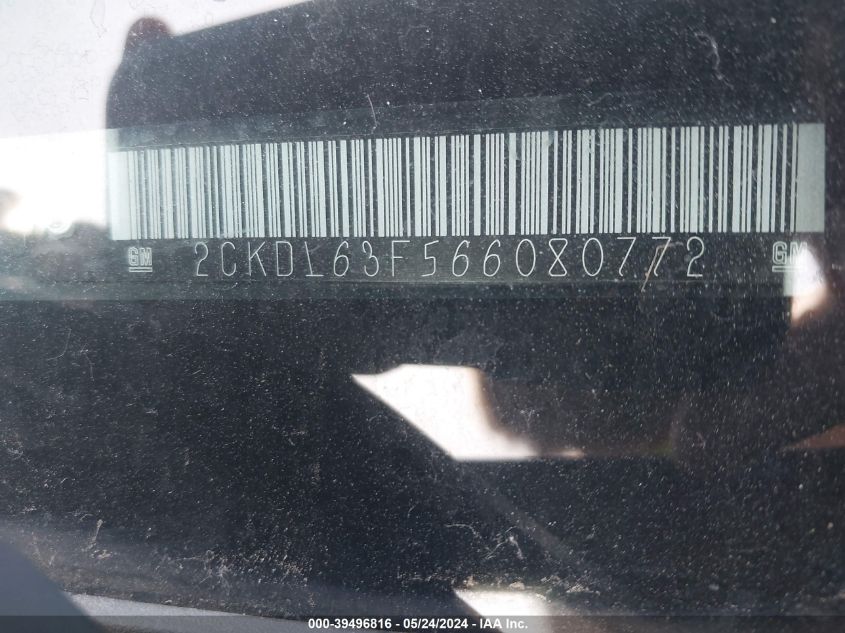 GM 2CKDL63F566080772 GM
000-39496816 - 05/24/2024 - IAA Inc.